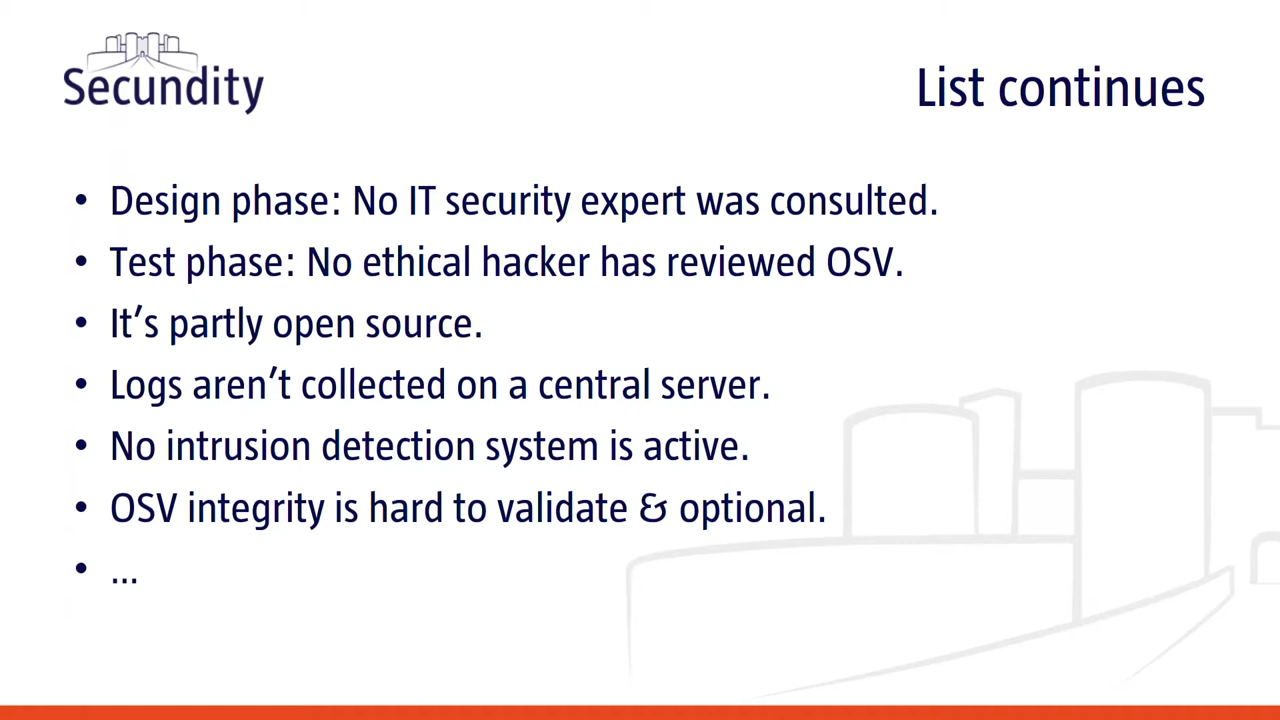 Secundity
List continues
• Design phase: No IT security expert was consulted.
• Test phase: No ethical hacker has reviewed OSV.
• It’s partly open source.
• Logs aren’t collected on a central server.
• No intrusion detection system is active.
• OSV integrity is hard to validate & optional.
• ...